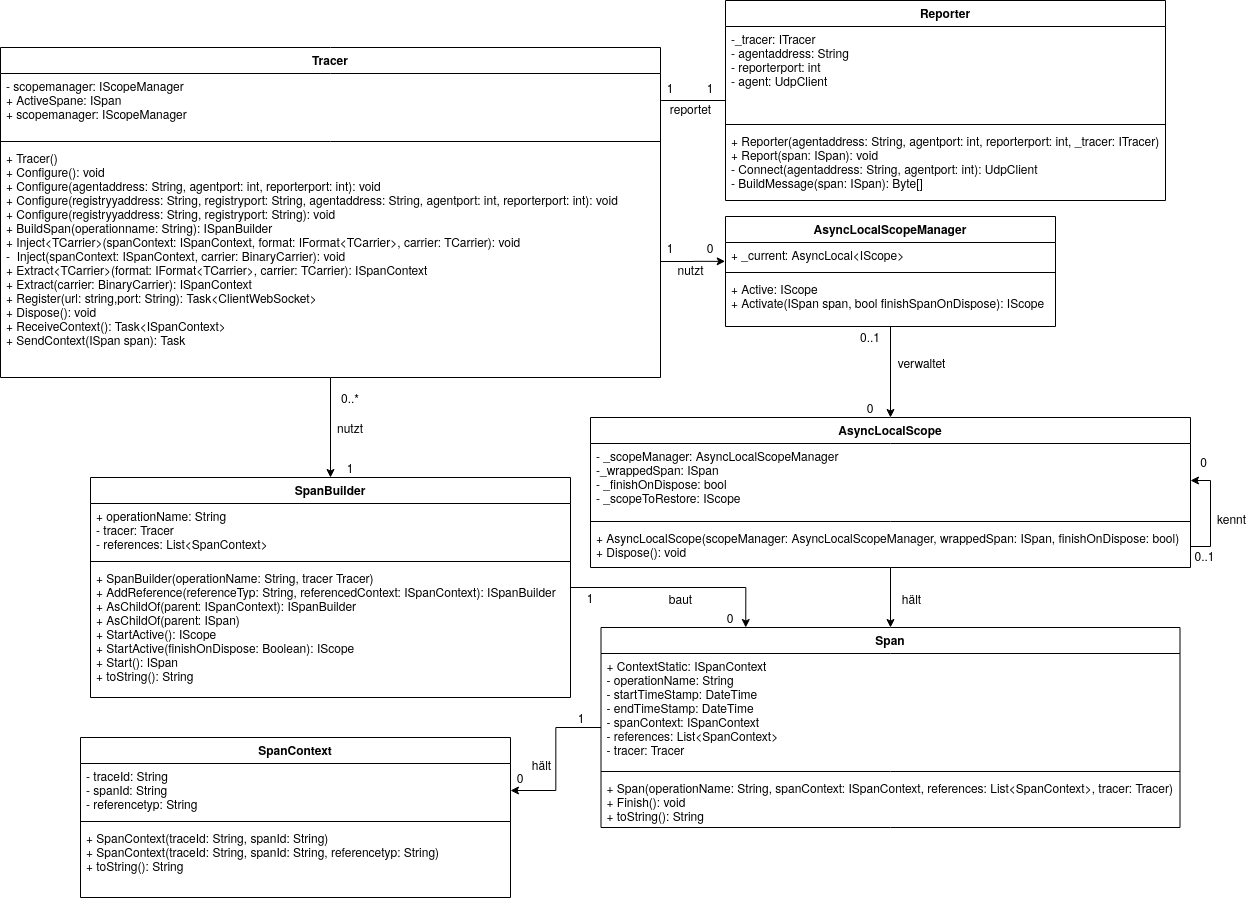 Reporter
-_tracer: ITracer
- agentaddress: String
- reporterport: int
- agent: UdpClient
+ Reporter(agentaddress: String, agentport: int, reporterport: int, _tracer: ITracer)
+ Report(span: ISpan): void
- Connect(agentaddress: String, agentport: int): UdpClient
- BuildMessage(span: ISpan): Byte[]
Tracer
- scopemanager: IScopeManager
+ ActiveSpane: ISpan
+ scopemanager: IScopeManager
+ Tracer()
+ Configure(): void
+ Configure(agentaddress: String, agentport: int, reporterport: int): void
+ Configure(registryyaddress: String, registryport: String, agentaddress: String, agentport: int, reporterport: int): void
+ Configure(registryyaddress: String, registryport: String): void
+ BuildSpan(operationname: String): ISpanBuilder
+ Inject<TCarrier>(spanContext: ISpanContext, format: IFormat<TCarrier>, carrier: TCarrier): void
-  Inject(spanContext: ISpanContext, carrier: BinaryCarrier): void
+ Extract<TCarrier>(format: IFormat<TCarrier>, carrier: TCarrier): ISpanContext
+ Extract(carrier: BinaryCarrier): ISpanContext
+ Register(url: string,port: String): Task<ClientWebSocket>
+ Dispose(): void
+ ReceiveContext(): Task<ISpanContext>
+ SendContext(ISpan span): Task
1 1
reportet
1 0
nutzt
AsyncLocalScopeManager
+ _current: AsyncLocal<IScope>
+ Active: IScope
+ Activate(ISpan span, bool finishSpanOnDispose): IScope
0..1
verwaltet
0
0..*
nutzt
1
AsyncLocalScope
- _scopeManager: AsyncLocalScopeManager
-_wrappedSpan: ISpan
- _finishOnDispose: bool
- _scopeToRestore: IScope
+ AsyncLocalScope(scopeManager: AsyncLocalScopeManager, wrappedSpan: ISpan, finishOnDispose: bool)
+ Dispose(): void
0
kennt
0..1
SpanBuilder
+ operationName: String
- tracer: Tracer
- references: List<SpanContext>
+ SpanBuilder(operationName: String, tracer Tracer)
+ AddReference(referenceTyp: String, referencedContext: ISpanContext): ISpanBuilder
+ AsChildOf(parent: ISpanContext): ISpanBuilder
+ AsChildOf(parent: ISpan)
+ StartActive(): IScope
+ StartActive(finishOnDispose: Boolean): IScope
+ Start(): ISpan
+ toString(): String
1
baut
0
hält
Span
+ ContextStatic: ISpanContext
- operationName: String
- startTimeStamp: DateTime
- endTimeStamp: DateTime
- spanContext: ISpanContext
- references: List<SpanContext>
- tracer: Tracer
+ Span(operationName: String, spanContext: ISpanContext, references: List<SpanContext>, tracer: Tracer)
+ Finish(): void
+ toString(): String
1
hält
0
SpanContext
- traceId: String
- spanId: String
- referencetyp: String
+ SpanContext(traceId: String, spanId: String)
+ SpanContext(traceId: String, spanId: String, referencetyp: String)
+ toString(): String